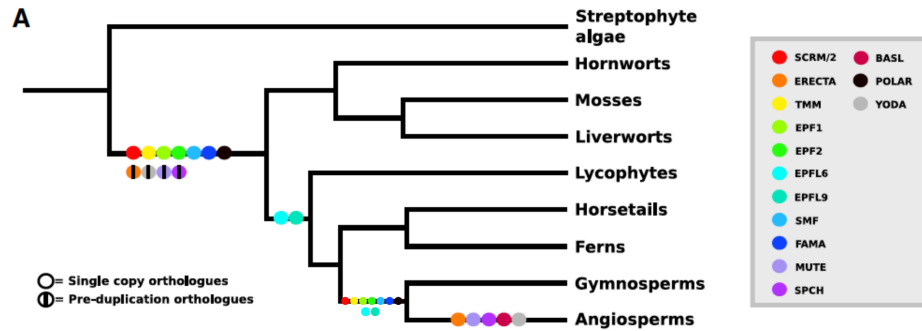 A
Streptophyte
algae
Hornworts
Mosses
Liverworts
Lycophytes
Horsetails
Ferns
Gymnosperms
Angiosperms
= Single copy orthologues
= Pre-duplication orthologues
SCRM/2
ERECTA
TMM
EPF1
EPF2
EPFL6
EPFL9
SMF
FAMA
MUTE
SPCH
BASL
POLAR
YODA